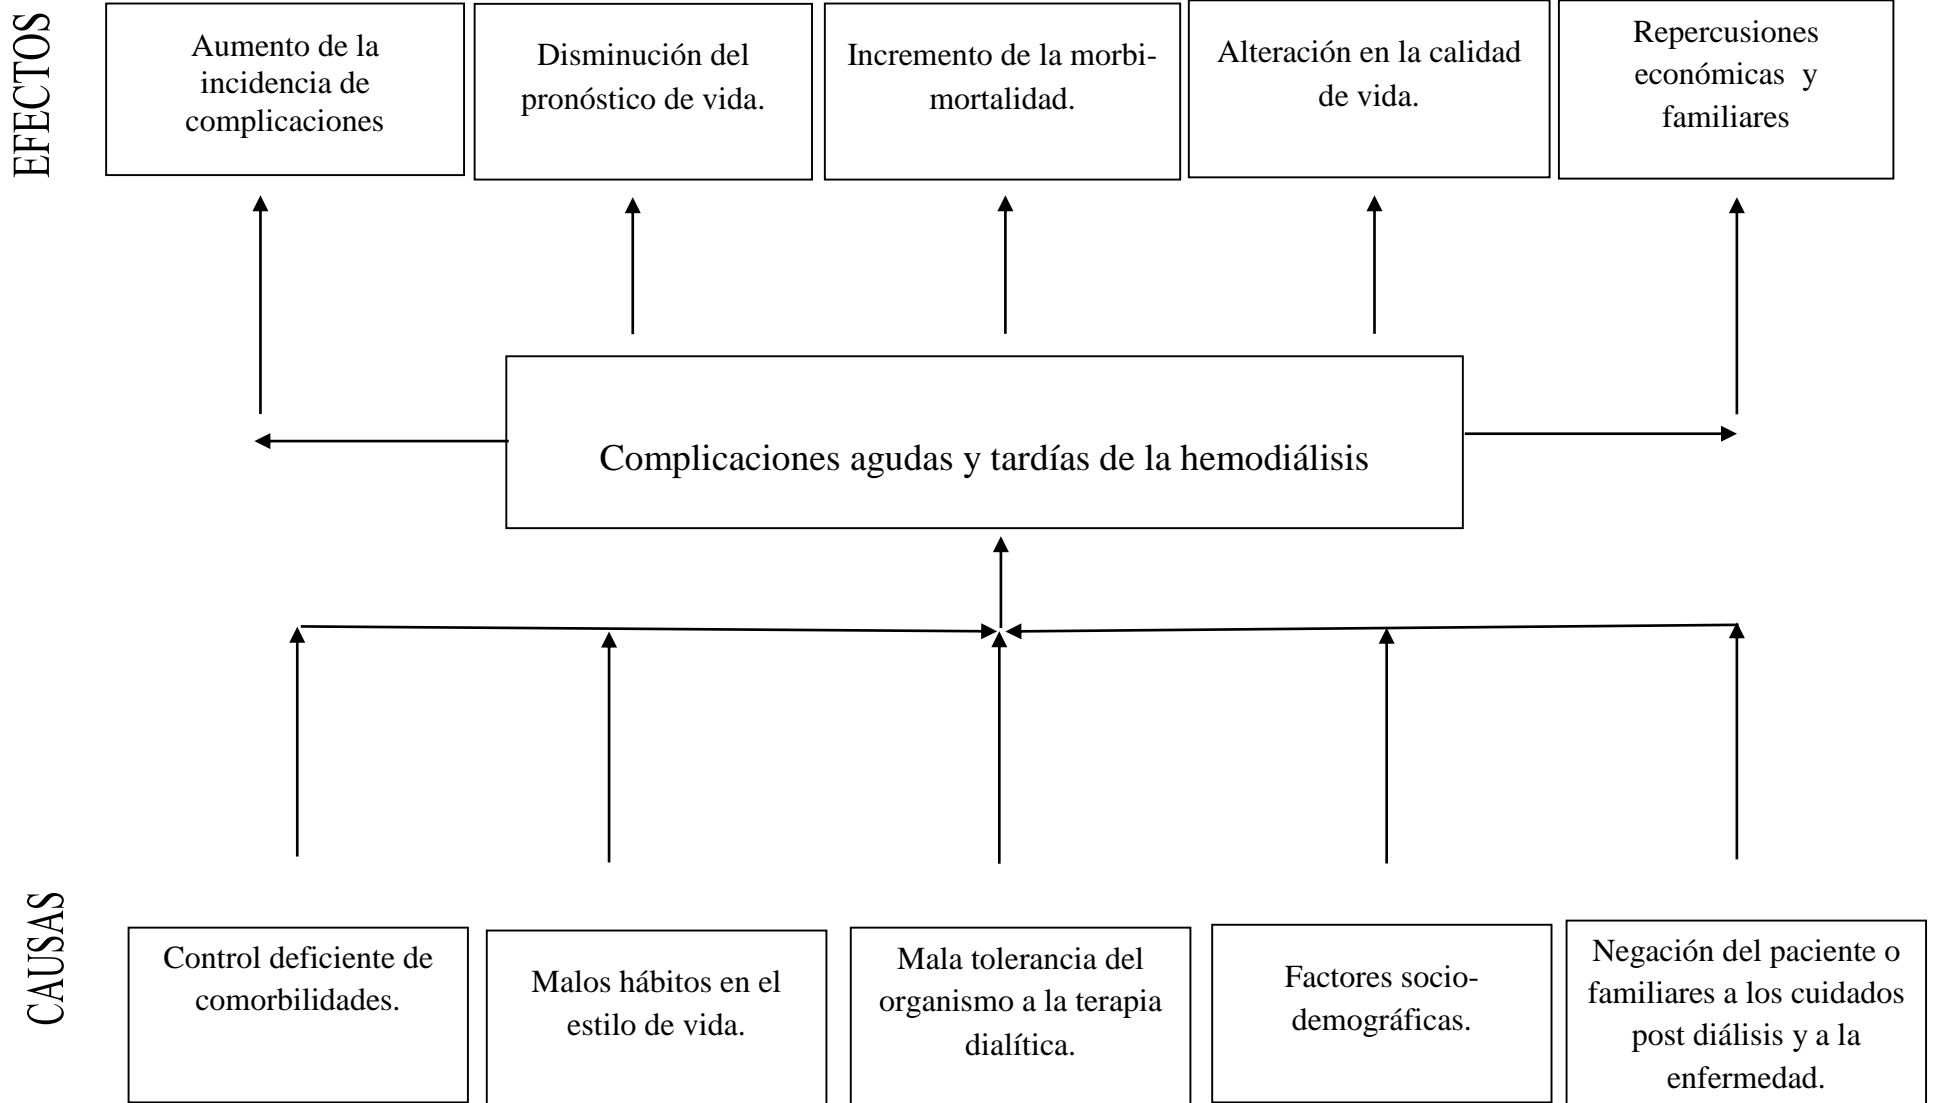 EFECTOS
Aumento de la
incidencia de
complicaciones
Disminución del
pronóstico de vida.
Incremento de la morbi-
mortalidad.
Alteración en la calidad
de vida.
Repercusiones
económicas y
familiares
Complicaciones agudas y tardías de la hemodiálisis
CAUSAS
Control deficiente de
comorbilidades.
Malos hábitos en el
estilo de vida.
Mala tolerancia del
organismo a la terapia
dialítica.
Factores socio-
demográficas.
Negación del paciente o
familiares a los cuidados
post diálisis y a la
enfermedad.